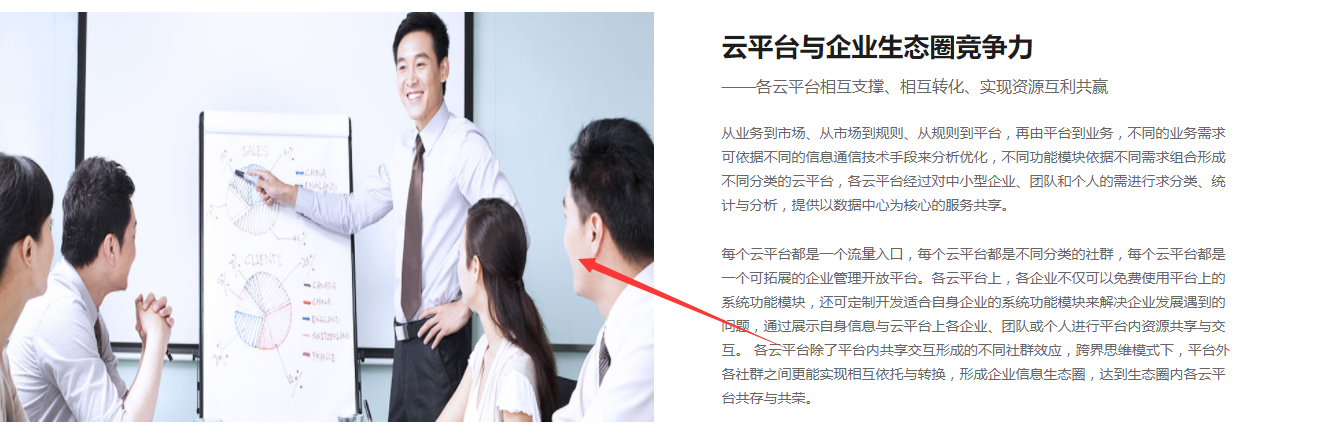 SALES
CHINA
ENGLAND
CLIENTS
CANADA
CHINA
ENGLAND
SWITZERLAND
FRANCE
云平台与企业生态圈竞争力
——各云平台相互支撑、相互转化、实现资源互利共赢
从业务到市场、从市场到规则、从规则到平台，再由平台到业务，不同的业务需求
可依据不同的信息通信技术手段来分析优化，不同功能模块依据不同需求组合形成
不同分类的云平台，各云平台经过对中小型企业、团队和个人的需进行求分类、统
计与分析，提供以数据中心为核心的服务共享。
每个云平台都是一个流量入口，每个云平台都是不同分类的社群，每个云平台都是
一个可拓展的企业管理开放平台。各云平台上，各企业不仅可以免费使用平台上的
系统功能模块，还可定制开发适合自身企业的系统功能模块来解决企业发展遇到的
问题，通过展示自身信息与云平台上各企业、团队或个人进行平台内资源共享与交
互。 各云平台除了平台内共享交互形成的不同社群效应，跨界思维模式下，平台外
各社群之间更能实现相互依托与转换，形成企业信息生态圈，达到生态圈内各云平
台共存与共荣。